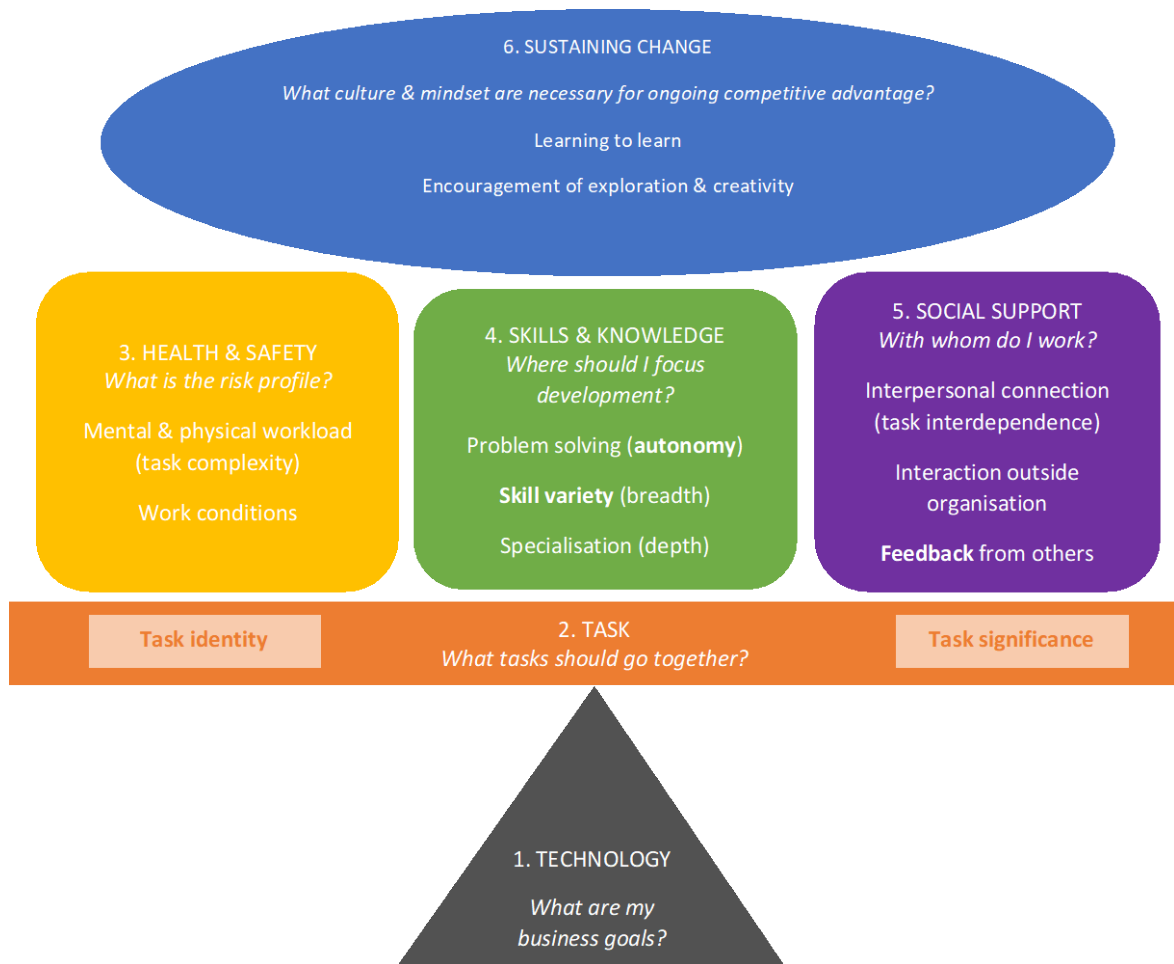 6. SUSTAINING CHANGE
What culture & mindset are necessary for ongoing competitive advantage?
Learning to learn
Encouragement of exploration & creativity
3. HEALTH & SAFETY
What is the risk profile?
Mental & physical workload
(task complexity)
Work conditions
4. SKILLS & KNOWLEDGE
Where should I focus
development?
Problem solving (autonomy)
Skill variety (breadth)
Specialisation (depth)
5. SOCIAL SUPPORT
With whom do I work?
Interpersonal connection
(task interdependence)
Interaction outside
organisation
Feedback from others
Task identity
2. TASK
What tasks should go together?
Task significance
1. TECHNOLOGY
What are my
business goals?